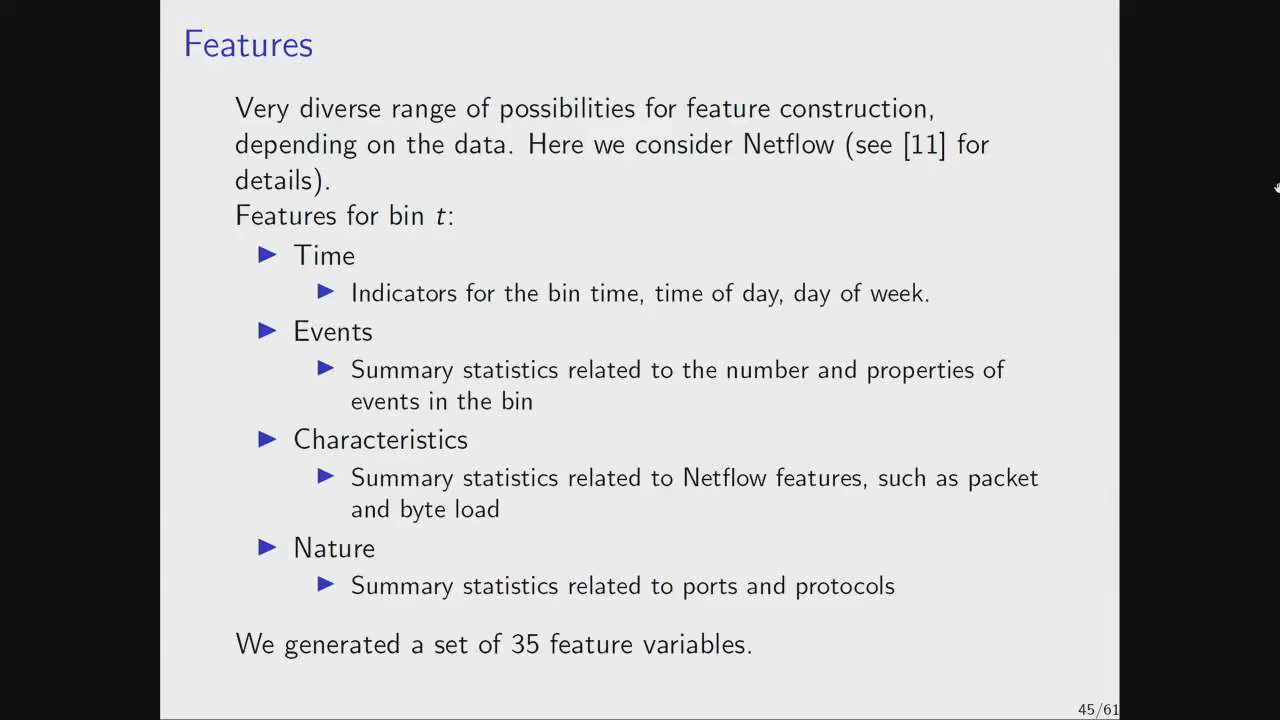 Features
Very diverse range of possibilities for feature construction,
depending on the data. Here we consider Netflow (see [11] for
details).
Features for bin t:
Time
Indicators for the bin time, time of day, day of week.
Events
Summary statistics related to the number and properties of
events in the bin
Characteristics
Summary statistics related to Netflow features, such as packet
and byte load
Nature
Summary statistics related to ports and protocols
We generated a set of 35 feature variables.
45/61